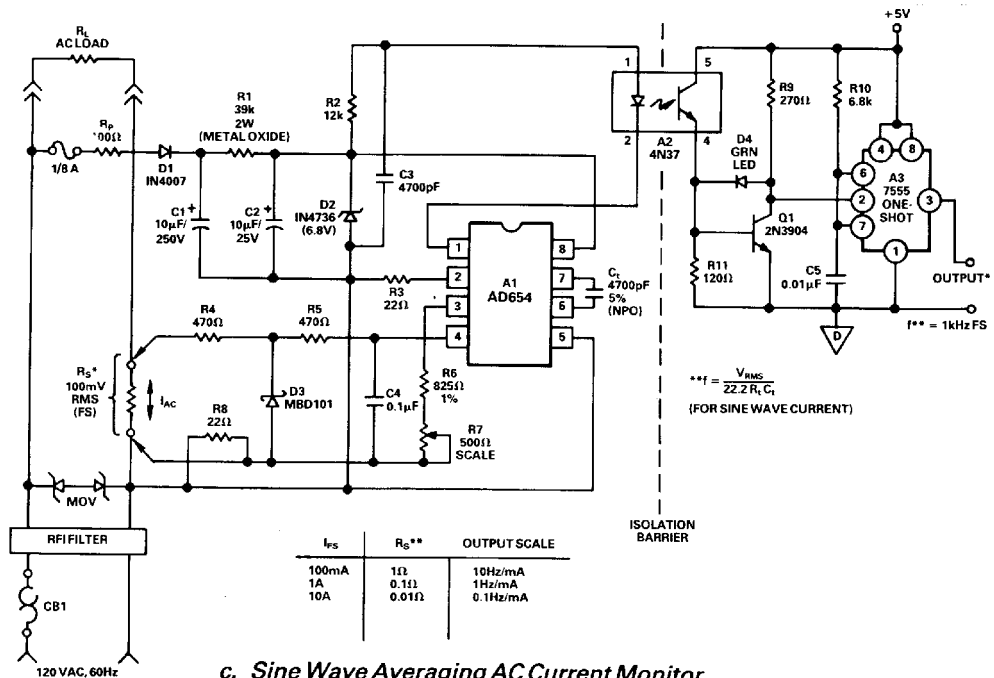 RL
AC LOAD
+5V
RP
100Ω
1/8 A
D1
IN4007
R1
39k
2W
(METAL OXIDE)
R2
12k
C1
10μF/
250V
+
C2
10μF/
25V
+
D2
IN4736
(6.8V)
C3
4700pF
1
2
5
4
A2
4N37
R9
270Ω
R10
6.8k
D4
GRN
LED
Q1
2N3904
R11
120Ω
C5
0.01μF
4
8
6
2
7
3
1
A3
7555
ONE-
SHOT
OUTPUT*
f** = 1kHz FS
D
R3
22Ω
1
2
3
4
8
7
6
5
A1
AD654
Ct
4700pF
5%
(NPO)
R4
470Ω
R5
470Ω
RS*
100mV
RMS
(FS)
IAC
R8
22Ω
D3
MBD101
C4
0.1μF
R6
825Ω
1%
R7
500Ω
SCALE
**f = VRMS
22.2 Rt Ct
(FOR SINE WAVE CURRENT)
MOV
RFI FILTER
CB1
120 VAC, 60Hz
ISOLATION
BARRIER
IFS RS** OUTPUT SCALE
100mA 1Ω 10Hz/mA
1A 0.1Ω 1Hz/mA
10A 0.01Ω 0.1Hz/mA
c. Sine Wave Averaging AC Current Monitor